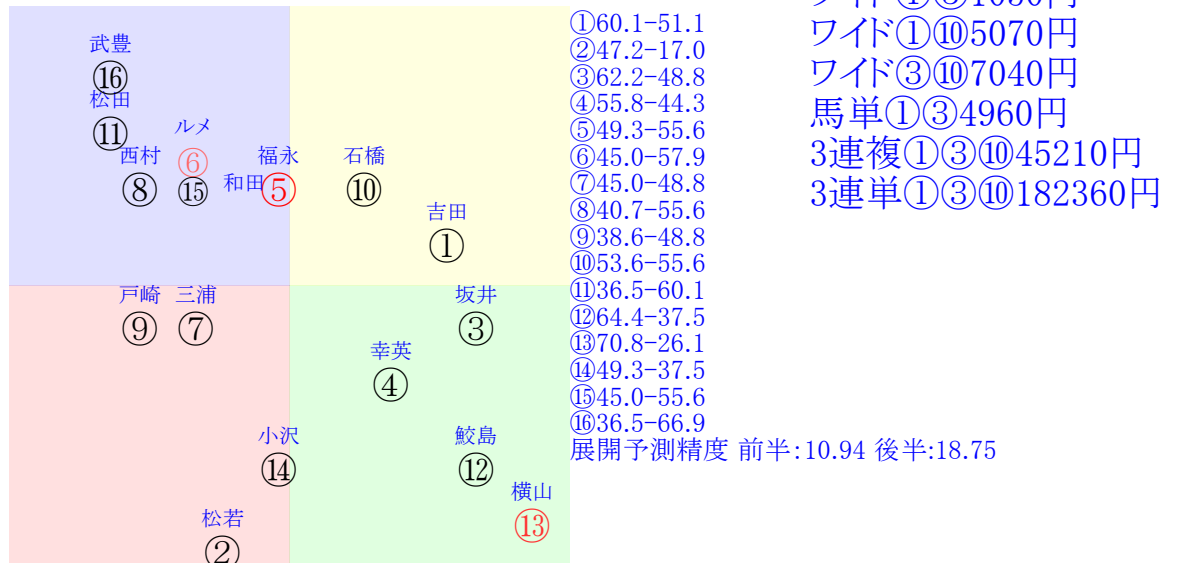 武豊
⑯
松田
⑪
ルメ
⑥
西村
⑧
⑮
和田
福永
⑤
石橋
⑩
吉田
①
戸崎
⑨
三浦
⑦
坂井
③
幸英
④
小沢
⑭
鮫島
⑫
横山
⑬
松若
②
①60.1-51.1
②47.2-17.0
③62.2-48.8
④55.8-44.3
⑤49.3-55.6
⑥45.0-57.9
⑦45.0-48.8
⑧40.7-55.6
⑨38.6-48.8
⑩53.6-55.6
⑪36.5-60.1
⑫64.4-37.5
⑬70.8-26.1
⑭49.3-37.5
⑮45.0-55.6
⑯36.5-66.9
展開予測精度 前半:10.94 後半:18.75
ワイド①⑩5070円
ワイド③⑩7040円
馬単①③4960円
3連複①③⑩45210円
3連単①③⑩182360円